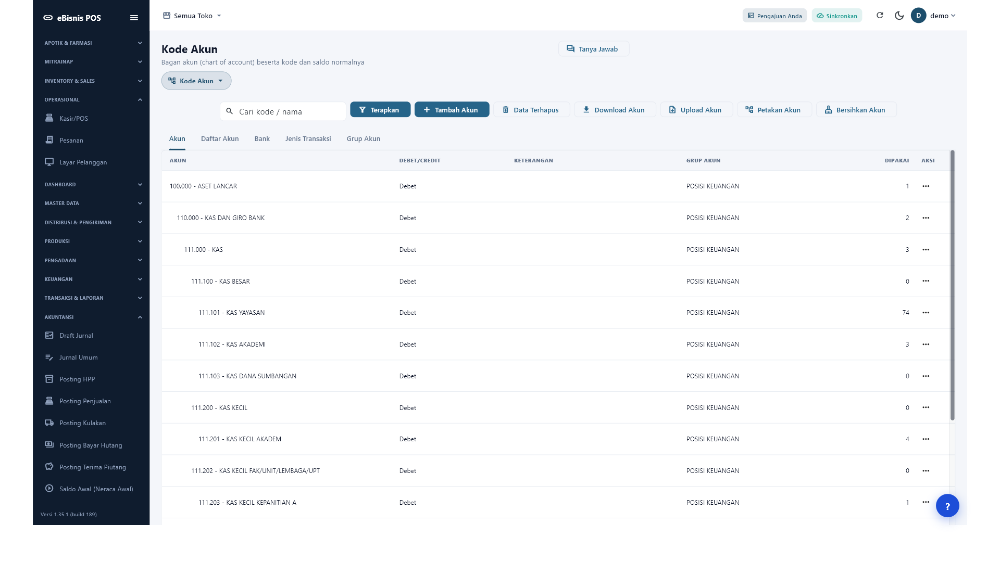 eBisnis POS
APOTIK & FARMASI
MITRAINAP
INVENTORY & SALES
OPERASIONAL
Kasir/POS
Pesanan
Layar Pelanggan
DASHBOARD
MASTER DATA
DISTRIBUSI & PENGIRIMAN
PRODUKSI
PENGADAAN
KEUANGAN
TRANSAKSI & LAPORAN
AKUNTANSI
Draft Jurnal
Jurnal Umum
Posting HPP
Posting Penjualan
Posting Kulakan
Posting Bayar Hutang
Posting Terima Piutang
Saldo Awal (Neraca Awal)
Versi 1.35.1 (build 189)
Semua Toko
Pengajuan Anda
Sinkronkan
D
demo
Kode Akun
Bagan akun (chart of account) beserta kode dan saldo normalnya
Tanya Jawab
Kode Akun
Cari kode / nama
Terapkan
Tambah Akun
Data Terhapus
Download Akun
Upload Akun
Petakan Akun
Bersihkan Akun
Akun Daftar Akun Bank Jenis Transaksi Grup Akun
AKUN DEBET/CREDIT KETERANGAN GRUP AKUN DIPAKAI AKSI
100.000 - ASET LANCAR Debet POSISI KEUANGAN 1
110.000 - KAS DAN GIRO BANK Debet POSISI KEUANGAN 2
111.000 - KAS Debet POSISI KEUANGAN 3
111.100 - KAS BESAR Debet POSISI KEUANGAN 0
111.101 - KAS YAYASAN Debet POSISI KEUANGAN 74
111.102 - KAS AKADEMI Debet POSISI KEUANGAN 3
111.103 - KAS DANA SUMBANGAN Debet POSISI KEUANGAN 0
111.200 - KAS KECIL Debet POSISI KEUANGAN 0
111.201 - KAS KECIL AKADEM Debet POSISI KEUANGAN 4
111.202 - KAS KECIL FAK/UNIT/LEMBAGA/UPT Debet POSISI KEUANGAN 0
111.203 - KAS KECIL KEPANITIAN A Debet POSISI KEUANGAN 1
?